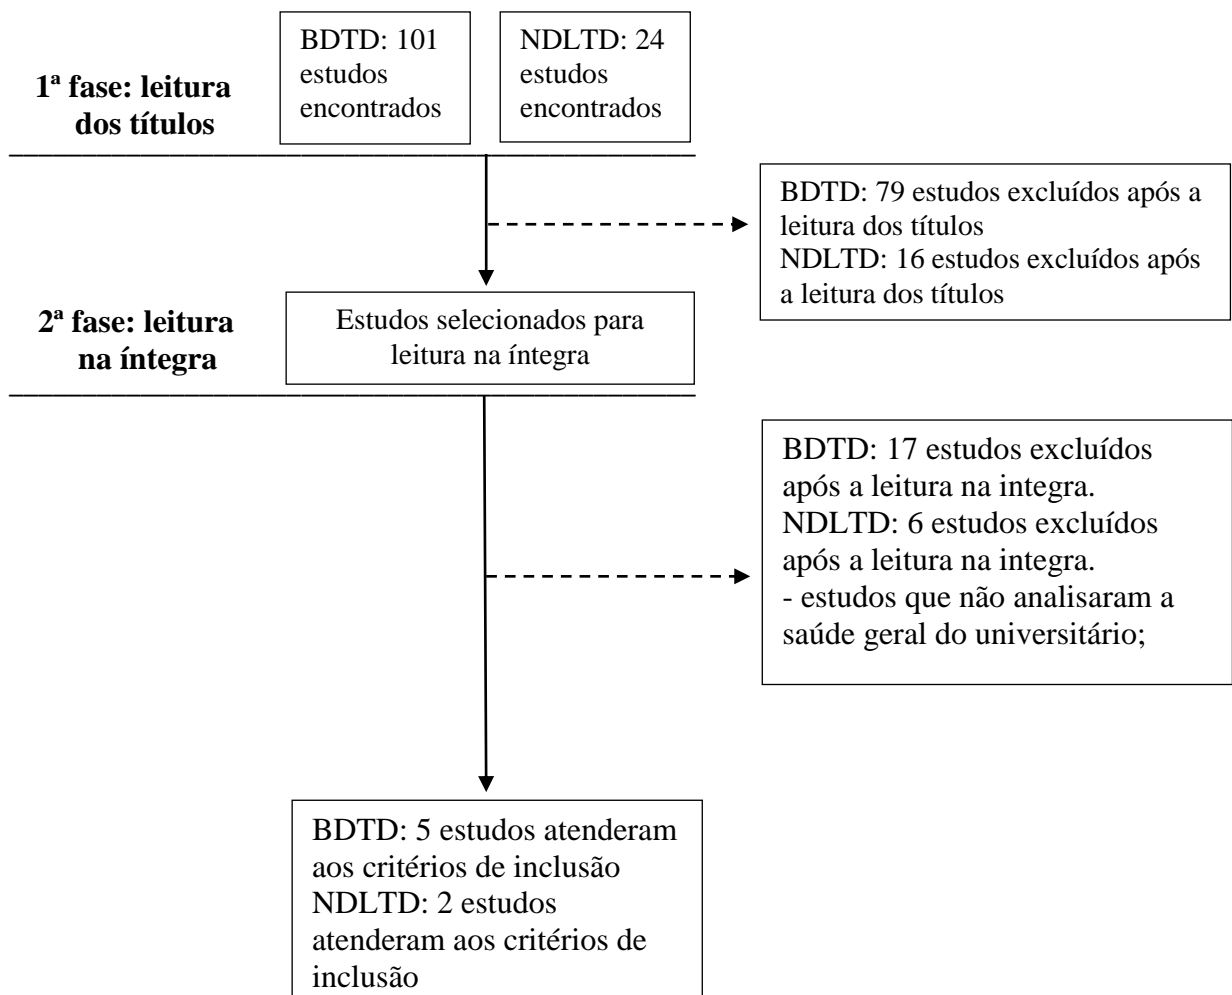 BDTD: 101
estudos
encontrados
NDLTD: 24
estudos
encontrados
1ª fase: leitura
dos títulos
BDTD: 79 estudos excluídos após a
leitura dos títulos
NDLTD: 16 estudos excluídos após
a leitura dos títulos
2ª fase: leitura
na íntegra
Estudos selecionados para
leitura na íntegra
BDTD: 17 estudos excluídos
após a leitura na integra.
NDLTD: 6 estudos excluídos
após a leitura na integra.
- estudos que não analisaram a
saúde geral do universitário;
BDTD: 5 estudos atenderam
aos critérios de inclusão
NDLTD: 2 estudos
atenderam aos critérios de
inclusão